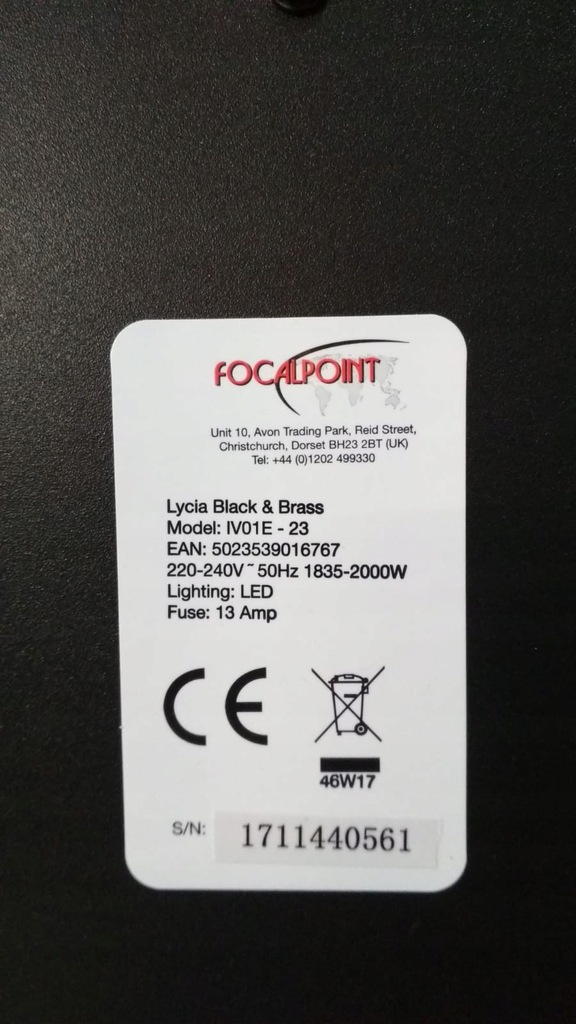 FOCALPOINT
Unit 10, Avon Trading Park, Reid Street,
Christchurch, Dorset BH23 2BT (UK)
Tel: +44 (0)1202 499330
Lycia Black & Brass
Model: IV01E - 23
EAN: 5023539016767
220-240V ~ 50Hz 1835-2000W
Lighting: LED
Fuse: 13 Amp
CE
46W17
S/N: 1711440561